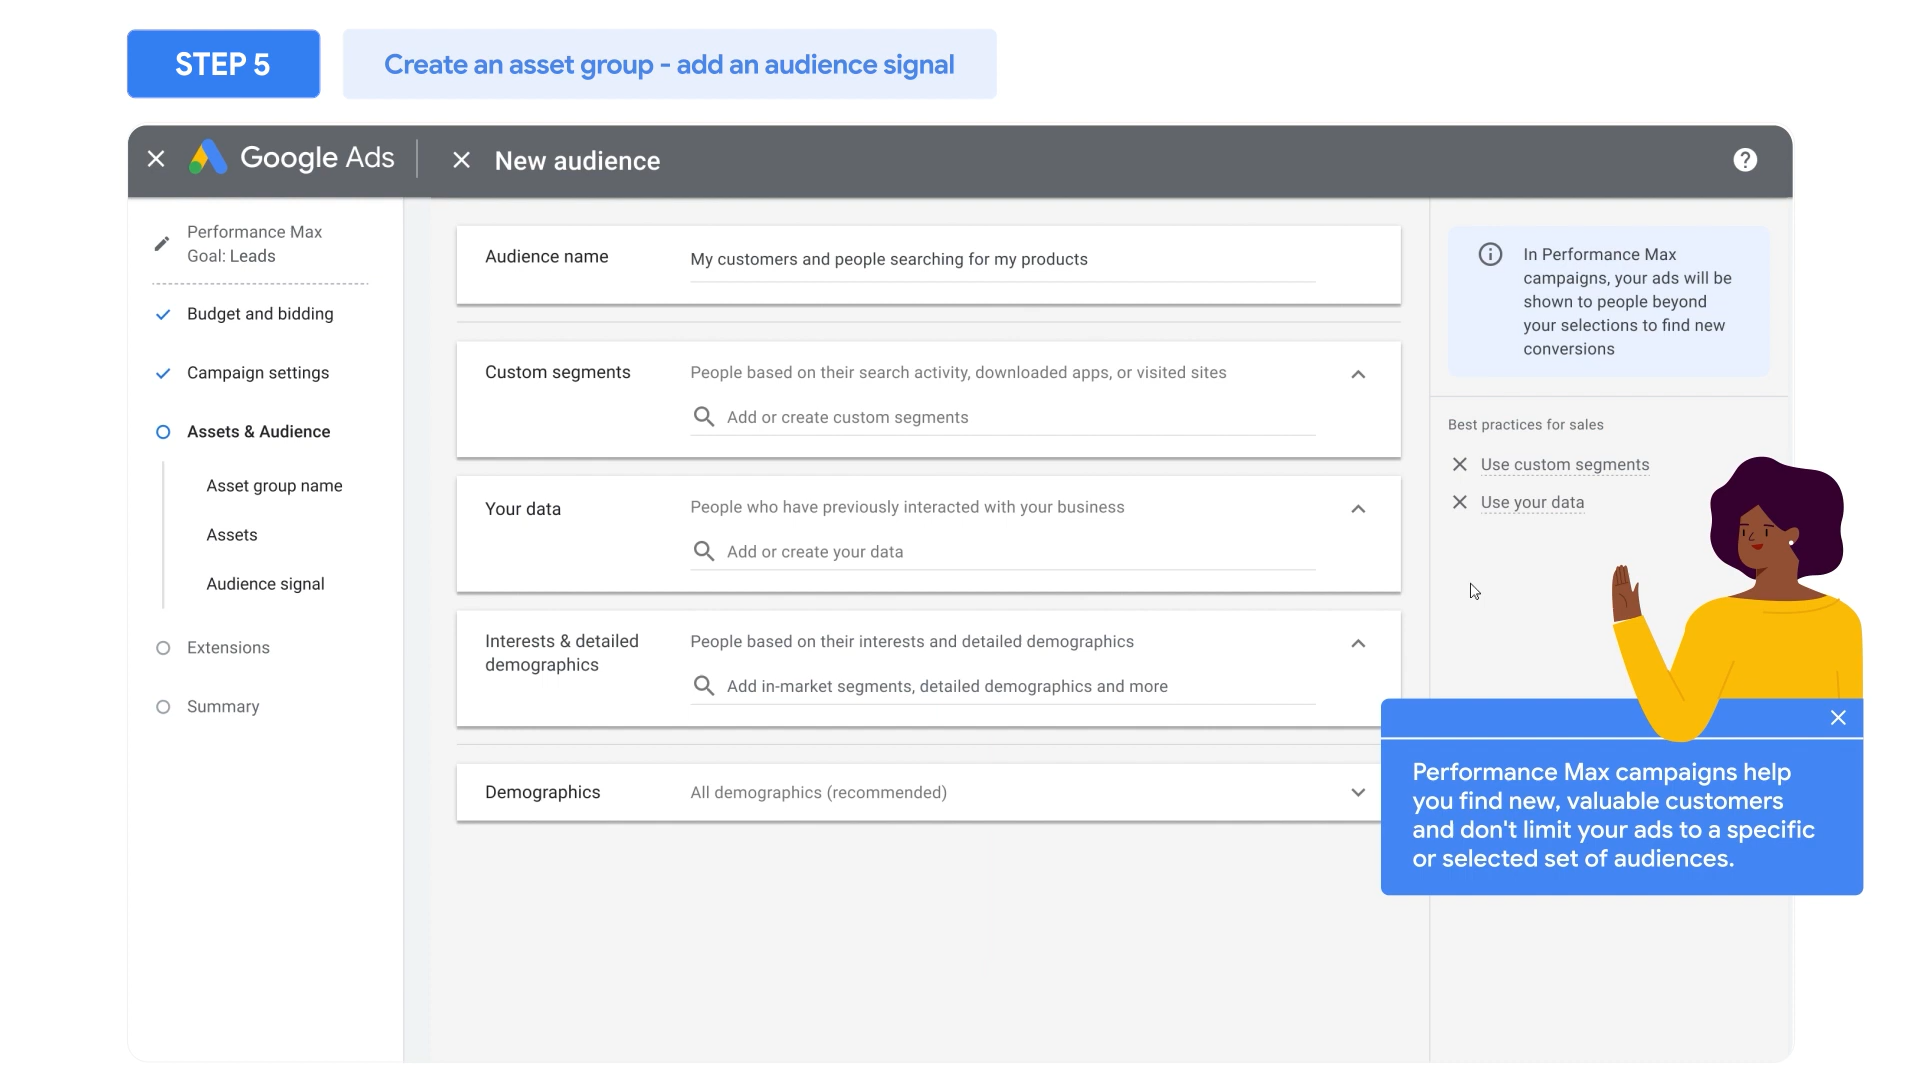 STEP 5
Create an asset group - add an audience signal
Google Ads
New audience
Performance Max
Goal: Leads
Budget and bidding
Campaign settings
Assets & Audience
Asset group name
Assets
Audience signal
Extensions
Summary
Audience name
My customers and people searching for my products
Custom segments
People based on their search activity, downloaded apps, or visited sites
Add or create custom segments
Your data
People who have previously interacted with your business
Add or create your data
Interests & detailed
demographics
People based on their interests and detailed demographics
Add in-market segments, detailed demographics and more
Demographics
All demographics (recommended)
In Performance Max
campaigns, your ads will be
shown to people beyond
your selections to find new
conversions
Best practices for sales
Use custom segments
Use your data
Performance Max campaigns help
you find new, valuable customers
and don't limit your ads to a specific
or selected set of audiences.